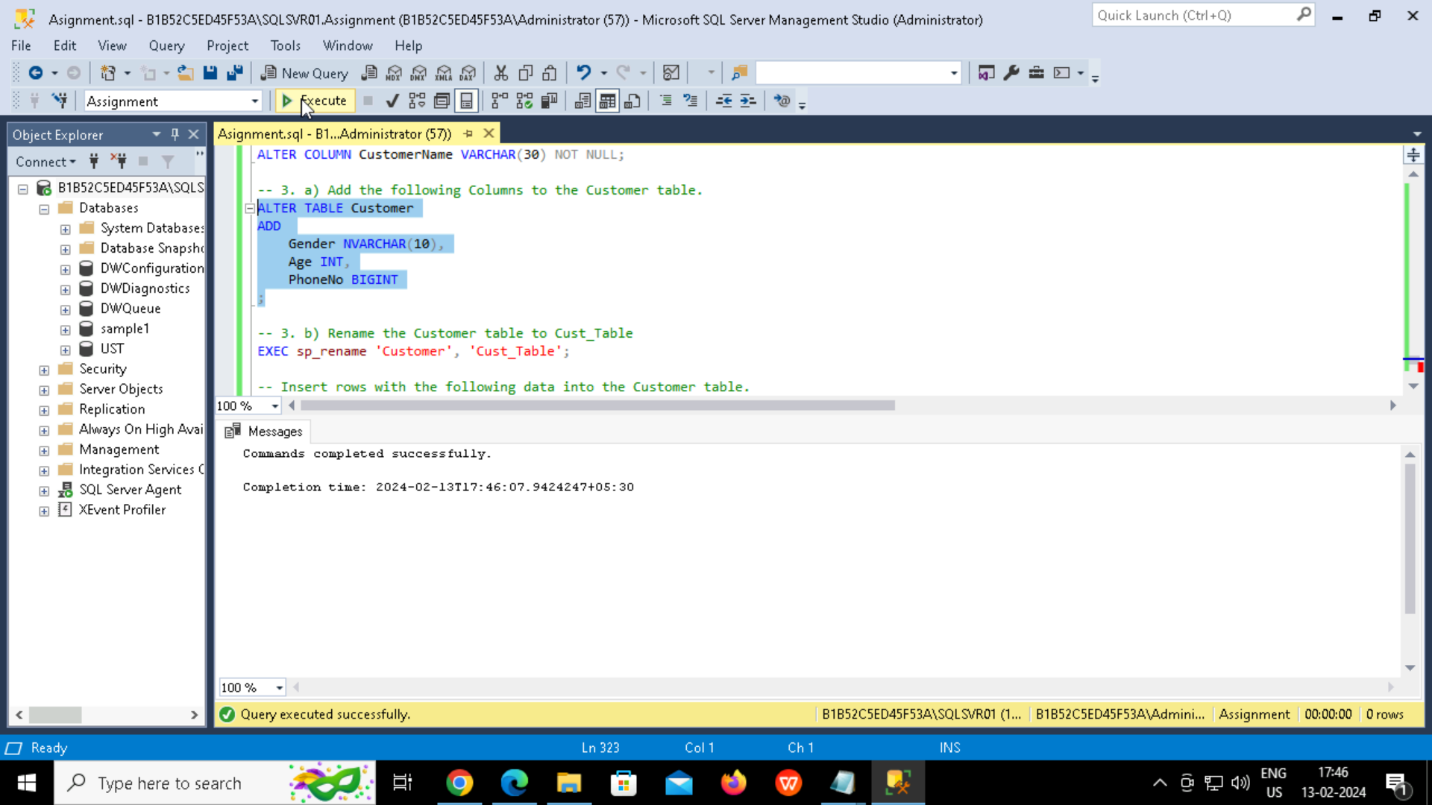 Assignment.sql - B1B52C5ED45F53A\SQLSVR01.Assignment (B1B52C5ED45F53A\Administrator (57)) - Microsoft SQL Server Management Studio (Administrator)
Quick Launch (Ctrl+Q)
File Edit View Query Project Tools Window Help
New Query
MDX DMX XMLA DAX
Assignment
Execute
Object Explorer
Asignment.sql - B1...Administrator (57))
Connect
B1B52C5ED45F53A\SQLS
Databases
System Databases
Database Snapsho
DWConfiguration
DWDiagnostics
DWQueue
sample1
UST
Security
Server Objects
Replication
Always On High Avai
Management
Integration Services C
SQL Server Agent
XEvent Profiler
ALTER COLUMN CustomerName VARCHAR(30) NOT NULL;
-- 3. a) Add the following Columns to the Customer table.
ALTER TABLE Customer
ADD
Gender NVARCHAR(10),
Age INT,
PhoneNo BIGINT
;
-- 3. b) Rename the Customer table to Cust_Table
EXEC sp_rename 'Customer', 'Cust_Table';
-- Insert rows with the following data into the Customer table.
100 %
Messages
Commands completed successfully.
Completion time: 2024-02-13T17:46:07.9424247+05:30
100 %
Query executed successfully.
B1B52C5ED45F53A\SQLSVR01 (1... B1B52C5ED45F53A\Admini... Assignment 00:00:00 0 rows
Ready
Ln 323 Col 1 Ch 1 INS
Type here to search
ENG
US
17:46
13-02-2024
1